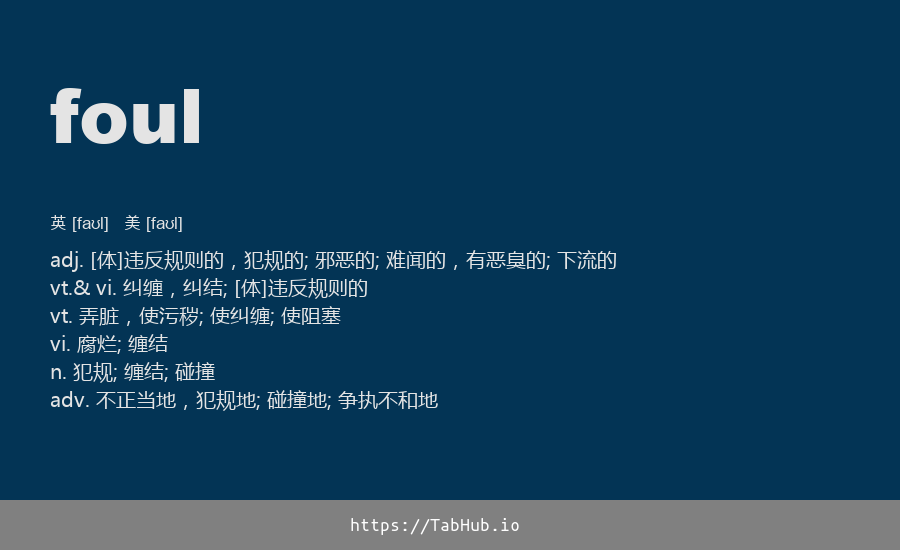 foul
英 [faʊl] 美 [faʊl]
adj. [体]违反规则的，犯规的; 邪恶的; 难闻的，有恶臭的; 下流的
vt.& vi. 纠缠，纠结; [体]违反规则的
vt. 弄脏，使污秽; 使纠缠; 使阻塞
vi. 腐烂; 缠结
n. 犯规; 缠结; 碰撞
adv. 不正当地，犯规地; 碰撞地; 争执不和地
https://TabHub.io